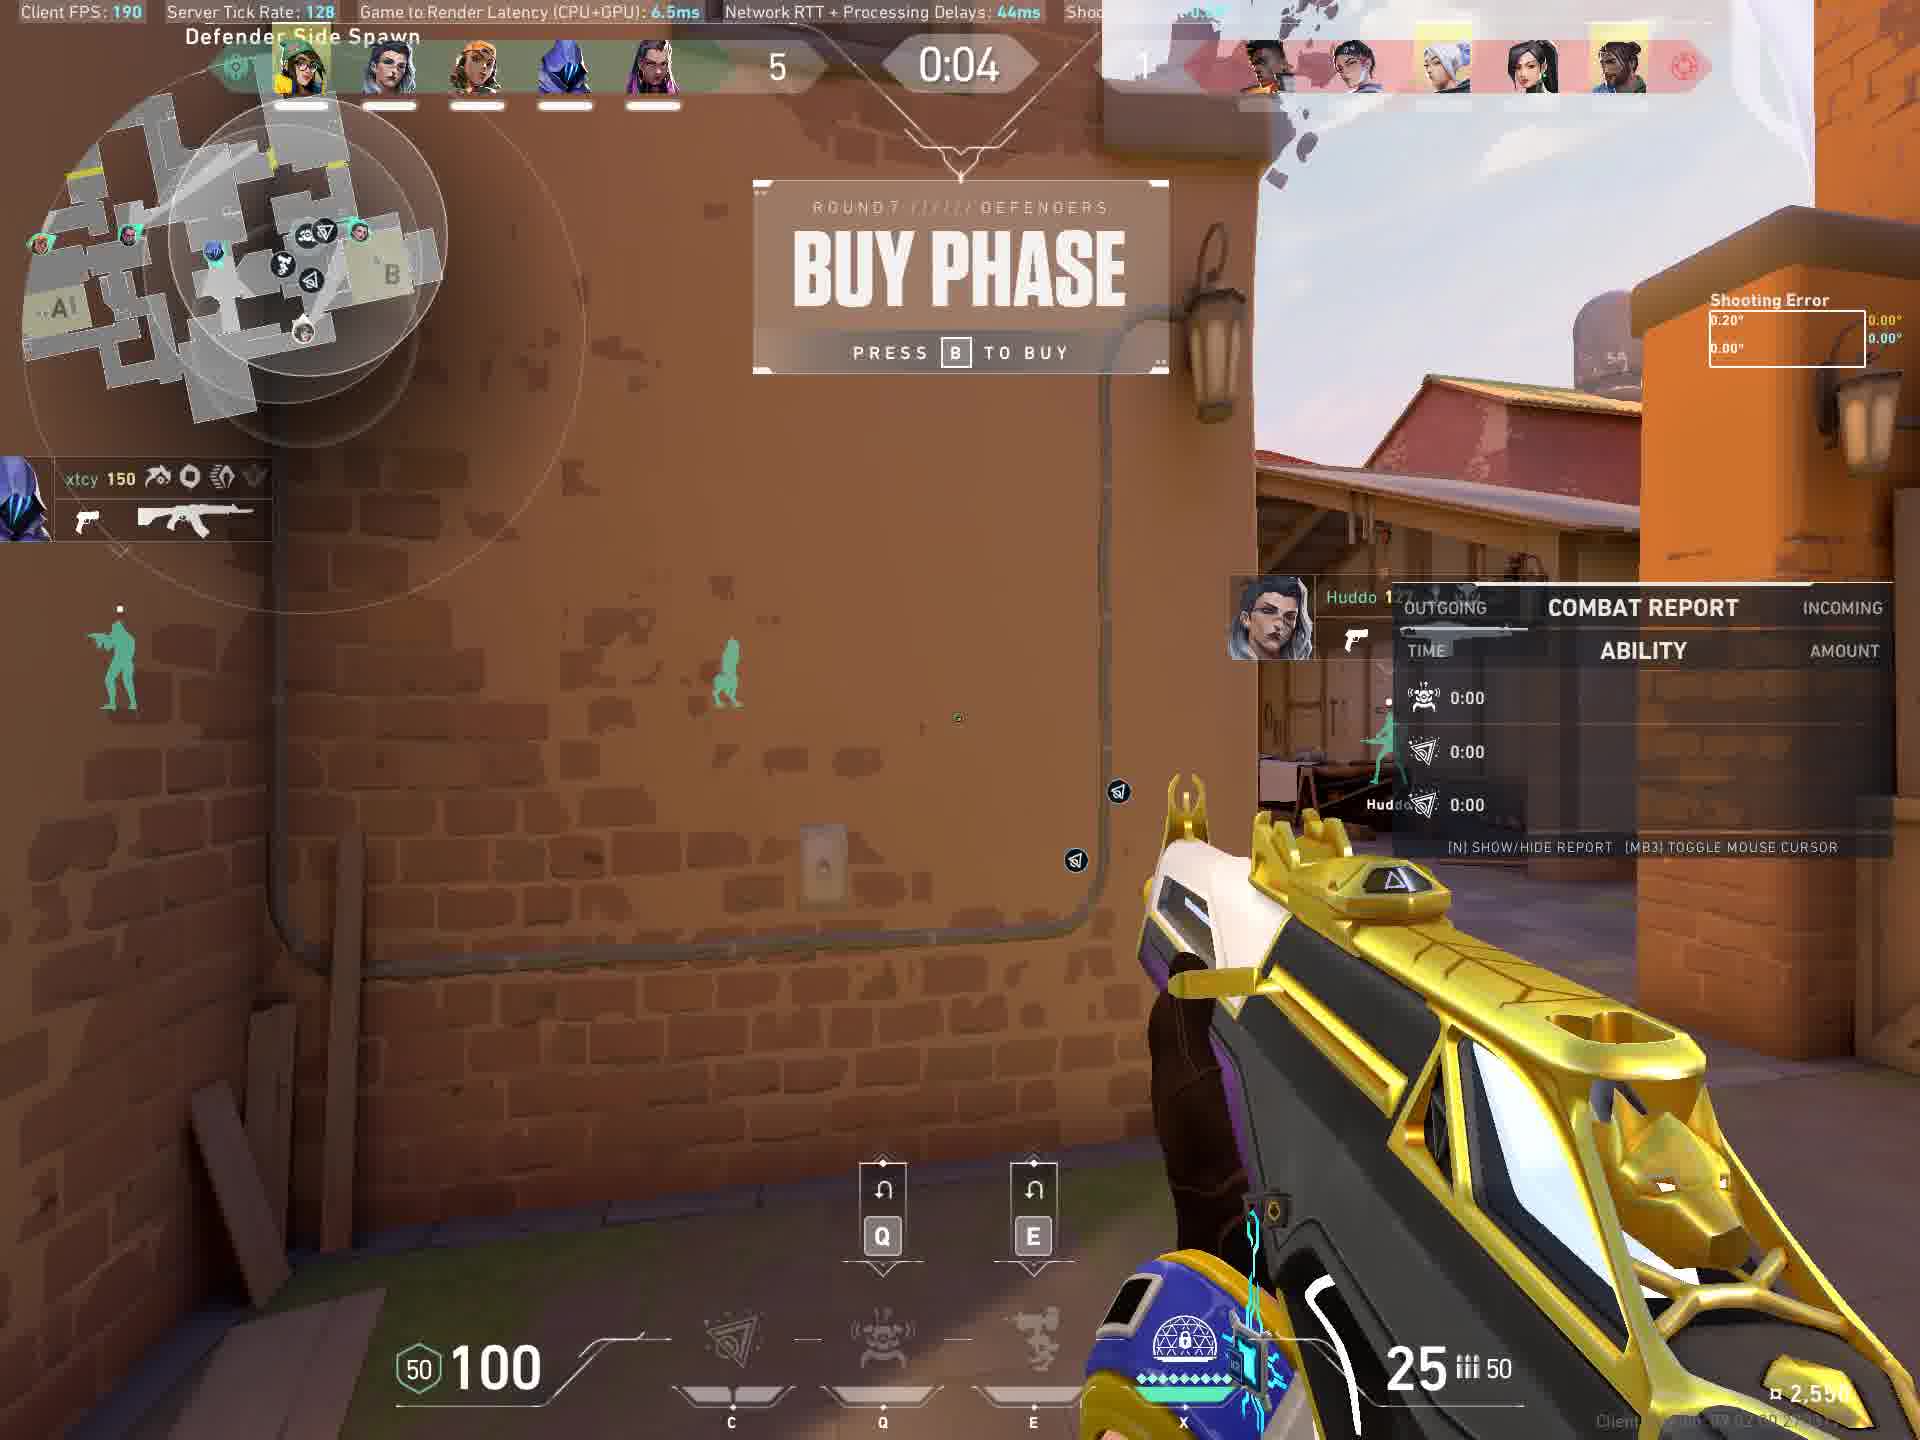 Client FPS: 190 Server Tick Rate: 128 Game to Render Latency (CPU+GPU): 6.5ms Network RTT + Processing Delays: 44ms
Defender Side Spawn
5
0:04
1
ROUND 7 ////// DEFENDERS
BUY PHASE
PRESS B TO BUY
A
B
Shooting Error
0.20° 0.00°
0.00° 0.00°
xtcy 150
Huddo
OUTGOING COMBAT REPORT INCOMING
TIME ABILITY AMOUNT
0:00
0:00
0:00
[N] SHOW/HIDE REPORT [MB3] TOGGLE MOUSE CURSOR
Q E
50 100
25 50
¤ 2,550
C Q E X
Client